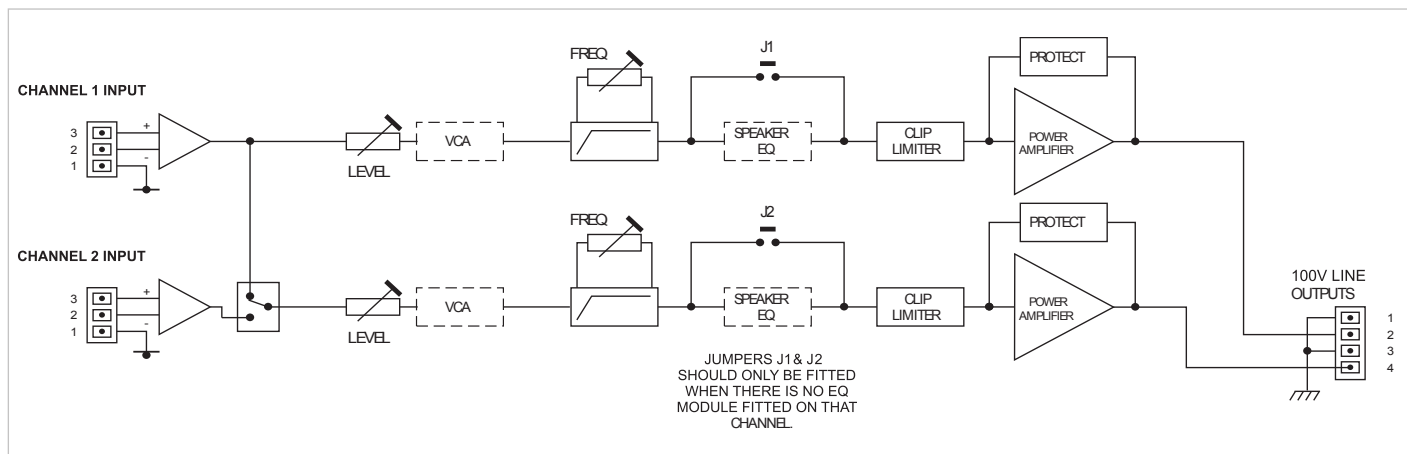 FREQ
J1
PROTECT
CHANNEL 1 INPUT
3
2
1
+
-
LEVEL
VCA
SPEAKER
EQ
CLIP
LIMITER
POWER
AMPLIFIER
FREQ
J2
PROTECT
CHANNEL 2 INPUT
3
2
1
+
-
LEVEL
VCA
SPEAKER
EQ
CLIP
LIMITER
POWER
AMPLIFIER
100V LINE
OUTPUTS
1
2
3
4
JUMPERS J1 & J2
SHOULD ONLY BE FITTED
WHEN THERE IS NO EQ
MODULE FITTED ON THAT
CHANNEL.